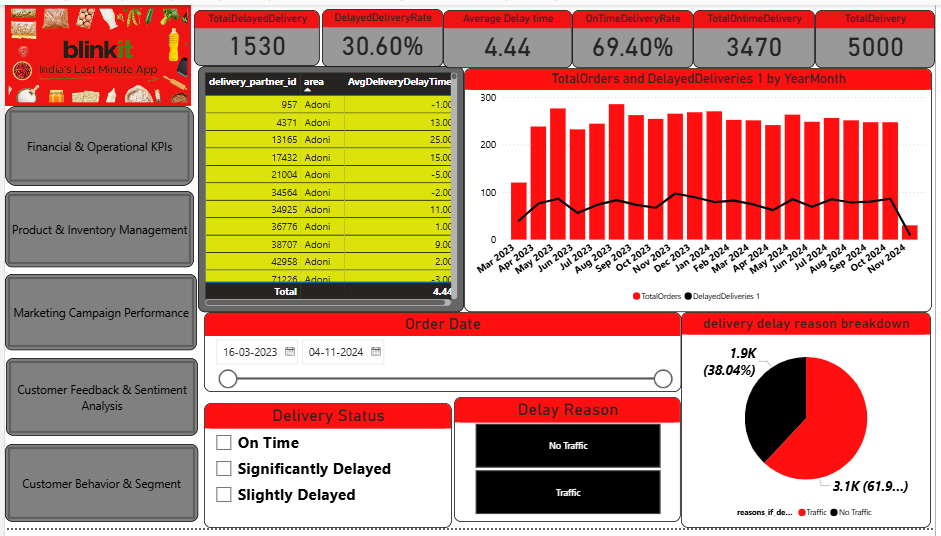 blinkit
India's Last Minute App
TotalDelayedDelivery
1530
DelayedDeliveryRate
30.60%
Average Delay time
4.44
OnTimeDeliveryRate
69.40%
TotalOntimeDelivery
3470
TotalDelivery
5000
Financial & Operational KPIs
Product & Inventory Management
Marketing Campaign Performance
Customer Feedback & Sentiment
Analysis
Customer Behavior & Segment
delivery_partner_id area AvgDeliveryDelayTime
957 Adoni -1.00
4371 Adoni 13.00
13165 Adoni 25.00
17432 Adoni 15.00
21004 Adoni -5.00
34564 Adoni -2.00
34925 Adoni 11.00
36776 Adoni 1.00
38707 Adoni 9.00
42958 Adoni 2.00
71226 Adoni -3.00
Total 4.44
TotalOrders and DelayedDeliveries 1 by YearMonth
300
200
100
0
Mar 2023
Apr 2023
May 2023
Jun 2023
Jul 2023
Aug 2023
Sep 2023
Oct 2023
Nov 2023
Dec 2023
Jan 2024
Feb 2024
Mar 2024
Apr 2024
May 2024
Jun 2024
Jul 2024
Aug 2024
Sep 2024
Oct 2024
Nov 2024
TotalOrders DelayedDeliveries 1
Order Date
16-03-2023 04-11-2024
Delivery Status
On Time
Significantly Delayed
Slightly Delayed
Delay Reason
No Traffic
Traffic
delivery delay reason breakdown
1.9K
(38.04%)
3.1K (61.9...)
reasons_if_de... Traffic No Traffic